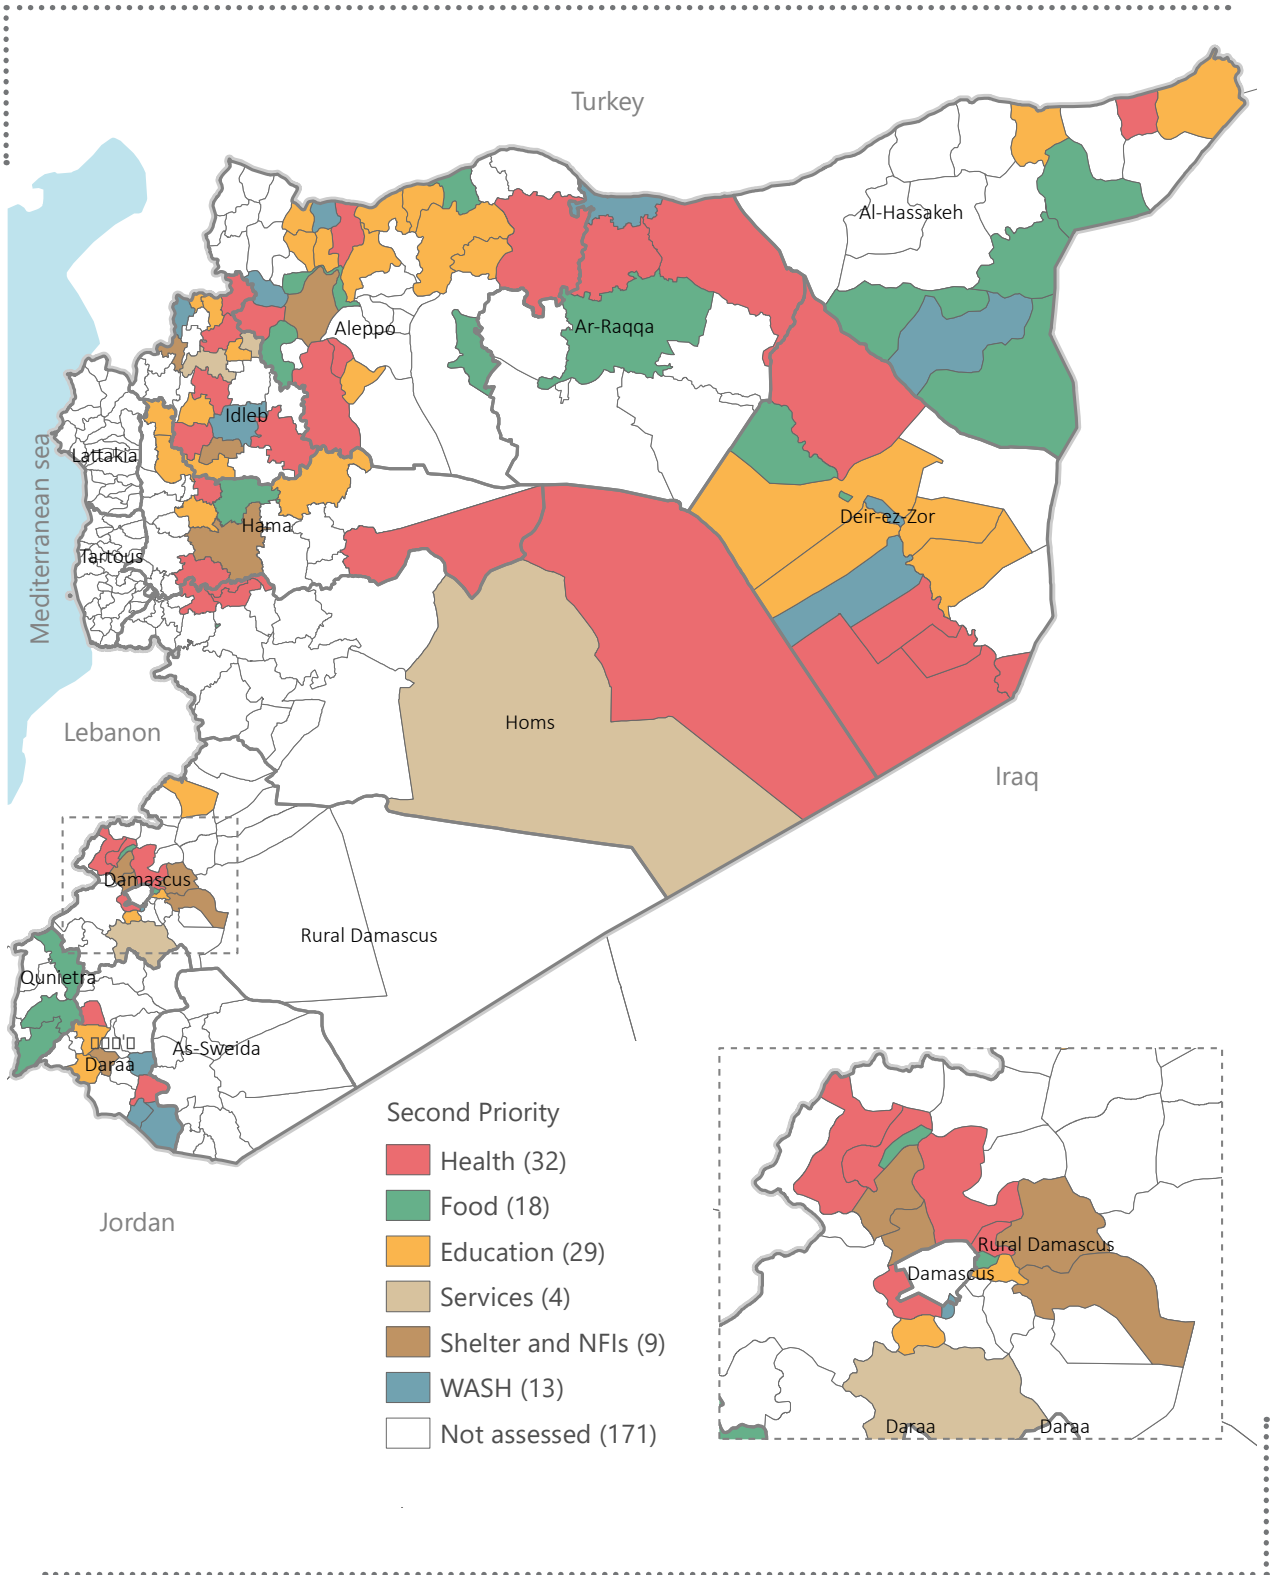 Turkey
Al-Hassakeh
Aleppo
Ar-Raqqa
Idleb
Lattakia
Mediterranean sea
Deir-ez-Zor
Hama
Tartous
Homs
Lebanon
Iraq
Damascus
Rural Damascus
Qunietra
As-Sweida
Daraa
Jordan
Second Priority
Health (32)
Food (18)
Education (29)
Services (4)
Shelter and NFIs (9)
WASH (13)
Not assessed (171)
Rural Damascus
Damascus
Daraa
Daraa